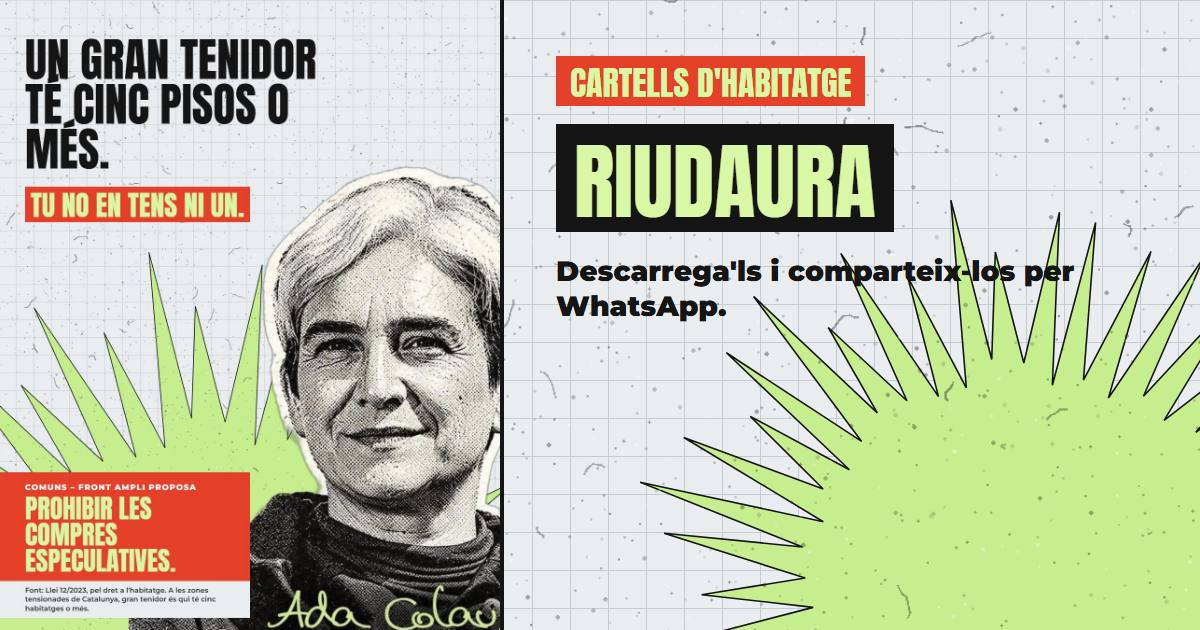 UN GRAN TENIDOR
TÉ CINC PISOS O
MÉS.
TU NO EN TENS NI UN.
COMUNS – FRONT AMPLI PROPOSA
PROHIBIR LES
COMPRES
ESPECULATIVES.
Font: Llei 12/2023, pel dret a l'habitatge. A les zones
tensionades de Catalunya, gran tenidor és qui té cinc
habitatges o més.
Ada Colau
CARTELLS D'HABITATGE
RIUDAURA
Descarrega'ls i comparteix-los per
WhatsApp.